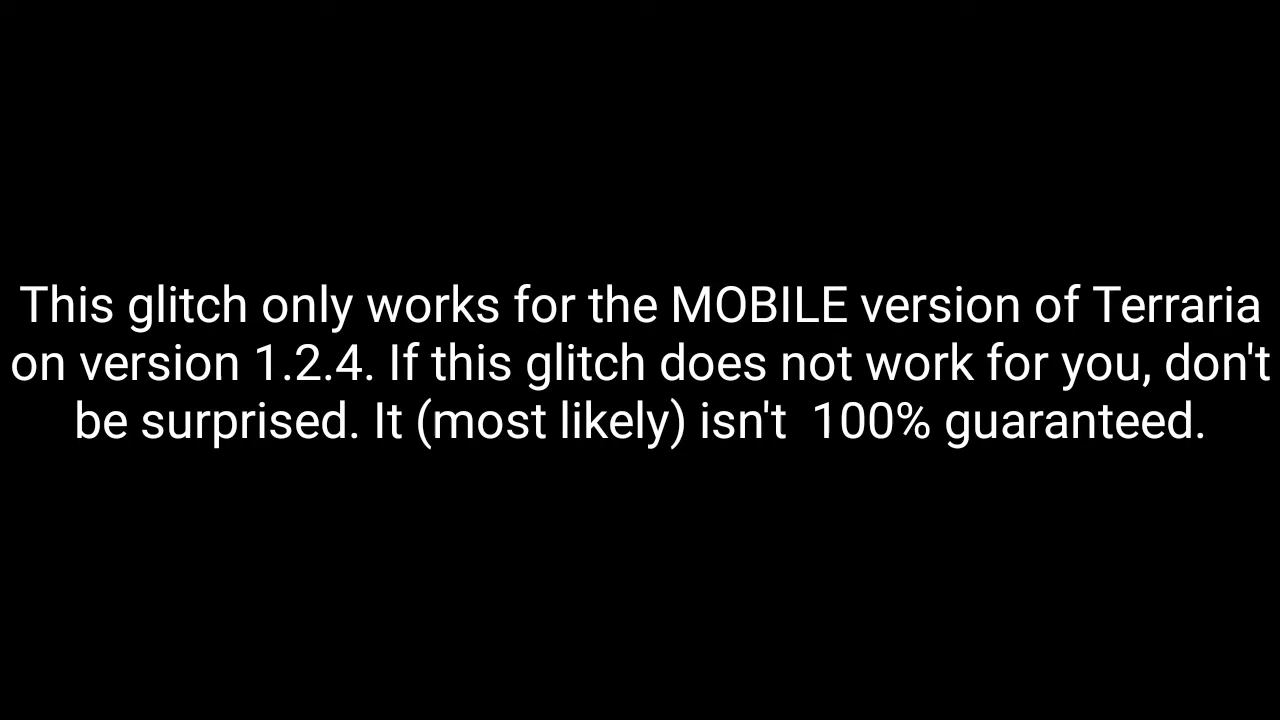 This glitch only works for the MOBILE version of Terraria
on version 1.2.4. If this glitch does not work for you, don't
be surprised. It (most likely) isn't  100% guaranteed.